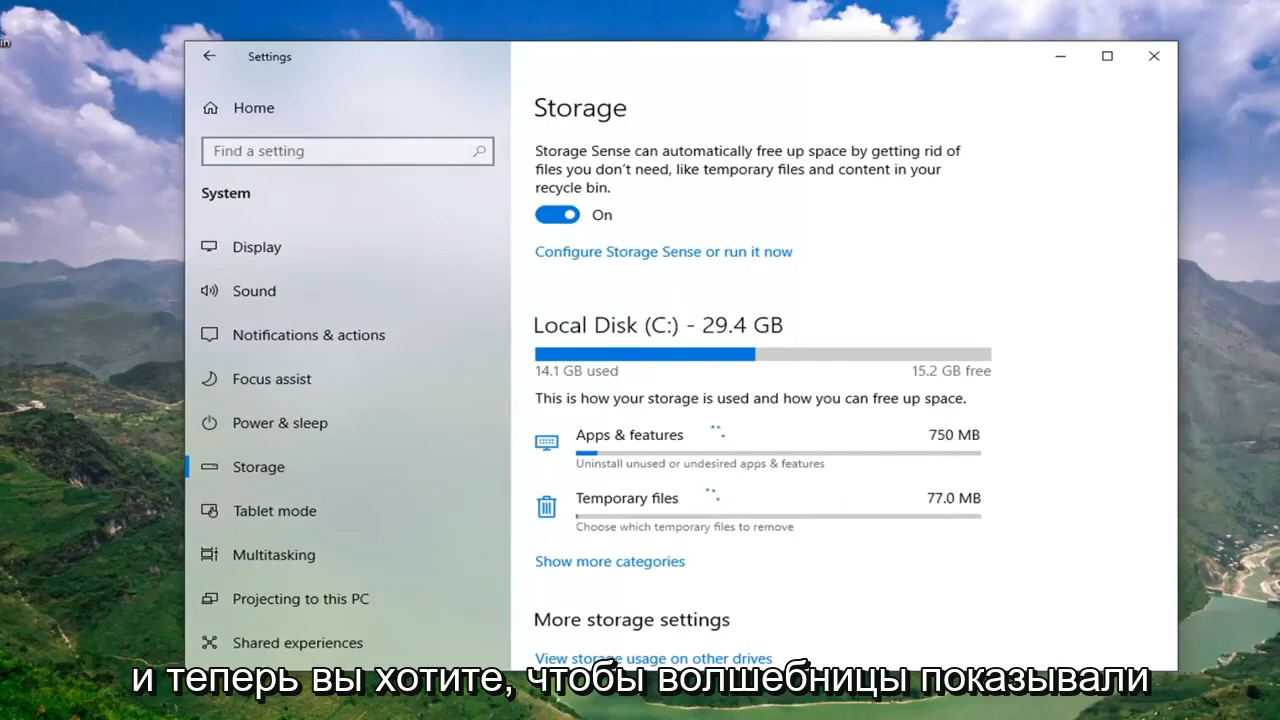 in
Settings
Home
Find a setting
System
Display
Sound
Notifications & actions
Focus assist
Power & sleep
Storage
Tablet mode
Multitasking
Projecting to this PC
Shared experiences
Storage
Storage Sense can automatically free up space by getting rid of
files you don’t need, like temporary files and content in your
recycle bin.
On
Configure Storage Sense or run it now
Local Disk (C:) - 29.4 GB
14.1 GB used 15.2 GB free
This is how your storage is used and how you can free up space.
Apps & features 750 MB
Uninstall unused or undesired apps & features
Temporary files 77.0 MB
Choose which temporary files to remove
Show more categories
More storage settings
View storage usage on other drives
и теперь вы хотите, чтобы волшебницы показывали